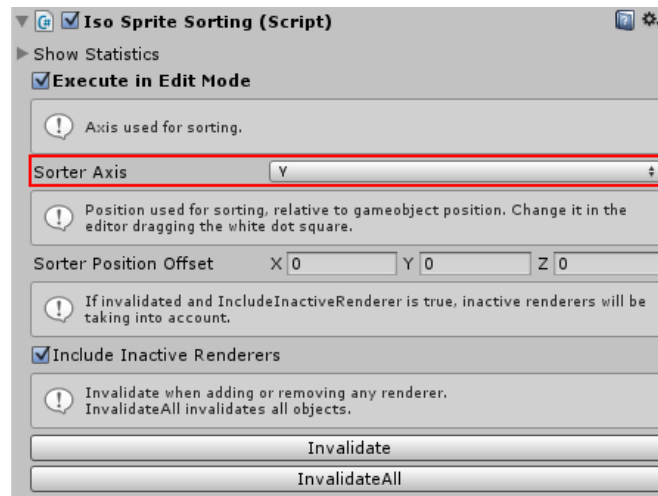 Iso Sprite Sorting (Script)
Show Statistics
Execute in Edit Mode
Axis used for sorting.
Sorter Axis Y
Position used for sorting, relative to gameobject position. Change it in the
editor dragging the white dot square.
Sorter Position Offset X 0 Y 0 Z 0
If invalidated and IncludeInactiveRenderer is true, inactive renderers will be
taking into account.
Include Inactive Renderers
Invalidate when adding or removing any renderer.
InvalidateAll invalidates all objects.
Invalidate
InvalidateAll